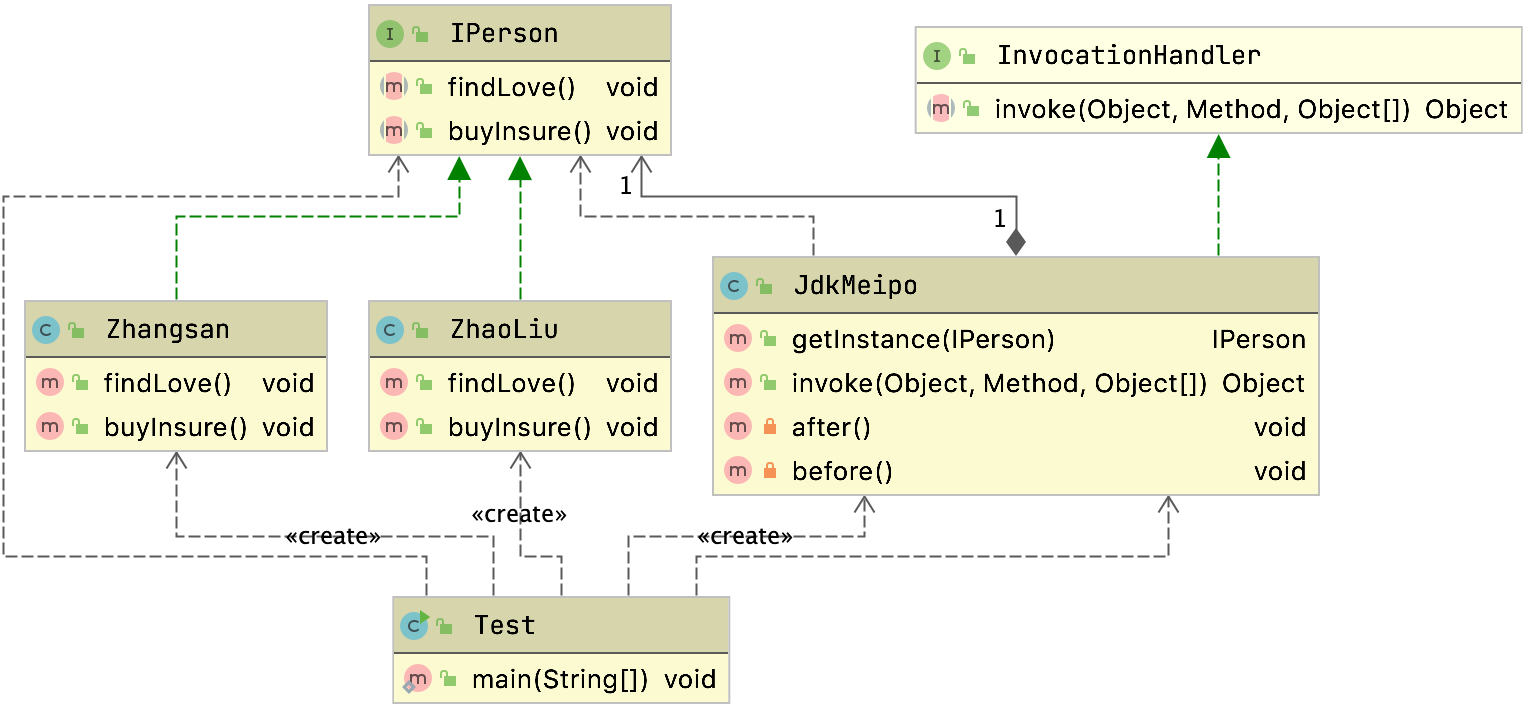 I IPerson
m findLove() void
m buyInsure() void
I InvocationHandler
m invoke(Object, Method, Object[]) Object
1
1
C Zhangsan
m findLove() void
m buyInsure() void
C ZhaoLiu
m findLove() void
m buyInsure() void
C JdkMeipo
m getInstance(IPerson) IPerson
m invoke(Object, Method, Object[]) Object
m after() void
m before() void
«create»
«create»
«create»
C Test
m main(String[]) void